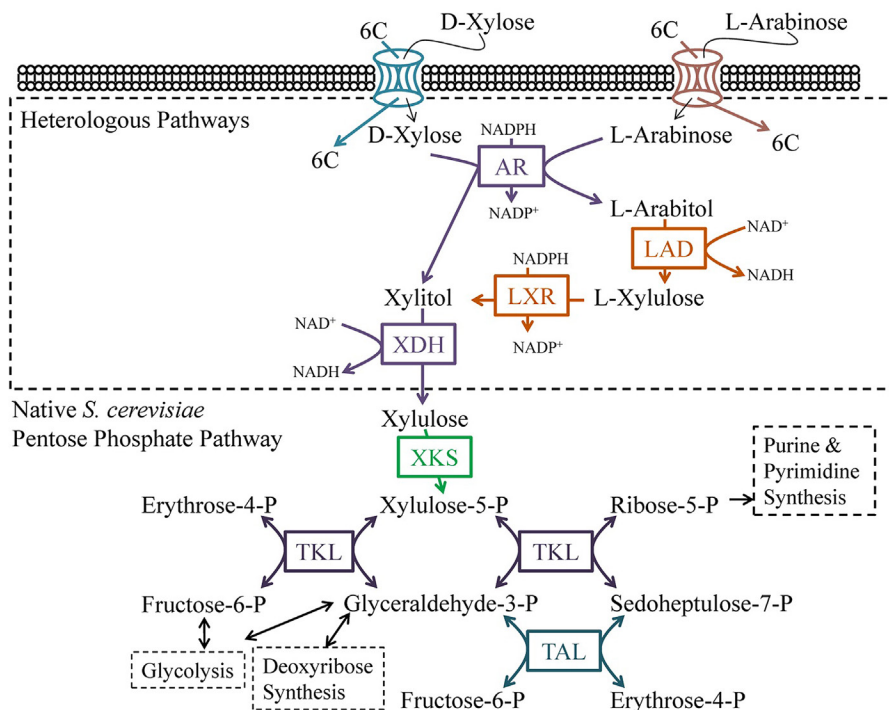 6C
D-Xylose
6C
L-Arabinose
Heterologous Pathways
6C
D-Xylose
NADPH
AR
NADP⁺
L-Arabinose
6C
L-Arabitol
LAD
NAD⁺
NADH
L-Xylulose
NADPH
LXR
NADP⁺
Xylitol
NAD⁺
XDH
NADH
Native S. cerevisiae
Pentose Phosphate Pathway
Xylulose
XKS
Erythrose-4-P
Xylulose-5-P
Ribose-5-P
Purine &
Pyrimidine
Synthesis
TKL
TKL
Fructose-6-P
Glyceraldehyde-3-P
Sedoheptulose-7-P
Glycolysis
Deoxyribose
Synthesis
TAL
Fructose-6-P
Erythrose-4-P